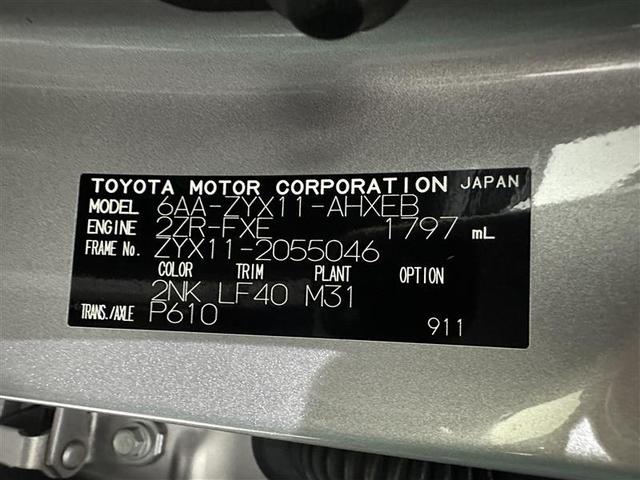 TOYOTA MOTOR CORPORATION JAPAN
MODEL 6AA-ZYX11-AHXEB
ENGINE 2ZR-FXE 1797 mL
FRAME No. ZYX11-2055046
COLOR TRIM PLANT OPTION
2NK LF40 M31
TRANS./AXLE P610 911